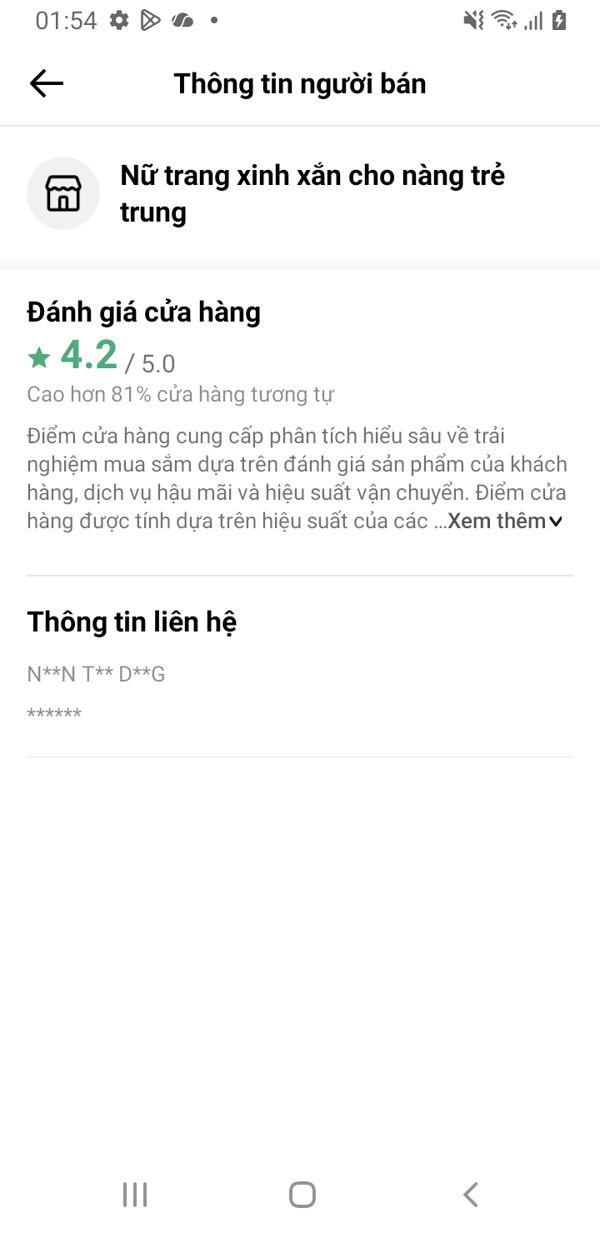 01:54
Thông tin người bán
Nữ trang xinh xắn cho nàng trẻ
trung
Đánh giá cửa hàng
4.2 / 5.0
Cao hơn 81% cửa hàng tương tự
Điểm cửa hàng cung cấp phân tích hiểu sâu về trải
nghiệm mua sắm dựa trên đánh giá sản phẩm của khách
hàng, dịch vụ hậu mãi và hiệu suất vận chuyển. Điểm cửa
hàng được tính dựa trên hiệu suất của các ...Xem thêm
Thông tin liên hệ
N**N T** D**G
******